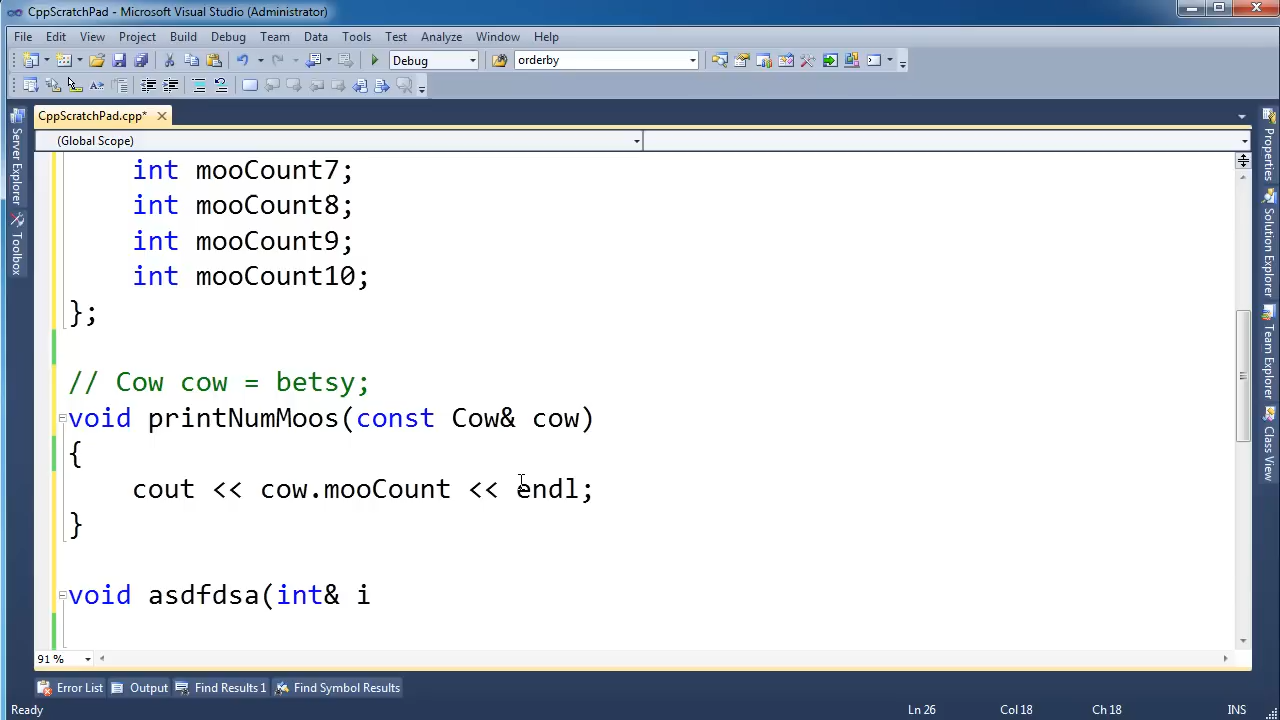 CppScratchPad - Microsoft Visual Studio (Administrator)
File Edit View Project Build Debug Team Data Tools Test Analyze Window Help
Debug orderby
CppScratchPad.cpp*
(Global Scope)
int mooCount7;
int mooCount8;
int mooCount9;
int mooCount10;
};
// Cow cow = betsy;
void printNumMoos(const Cow& cow)
{
cout << cow.mooCount << endl;
}
void asdfdsa(int& i
91 %
Error List Output Find Results 1 Find Symbol Results
Ready Ln 26 Col 18 Ch 18 INS
Server Explorer
Toolbox
Properties
Solution Explorer
Team Explorer
Class View